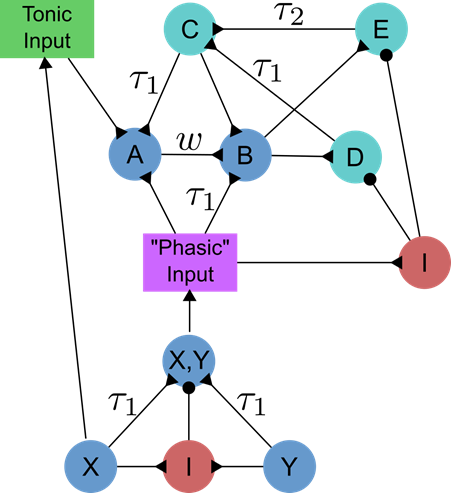 Tonic
Input
C
τ₂
E
τ₁
τ₁
A
w
B
D
τ₁
"Phasic"
Input
I
X,Y
τ₁
τ₁
X
I
Y